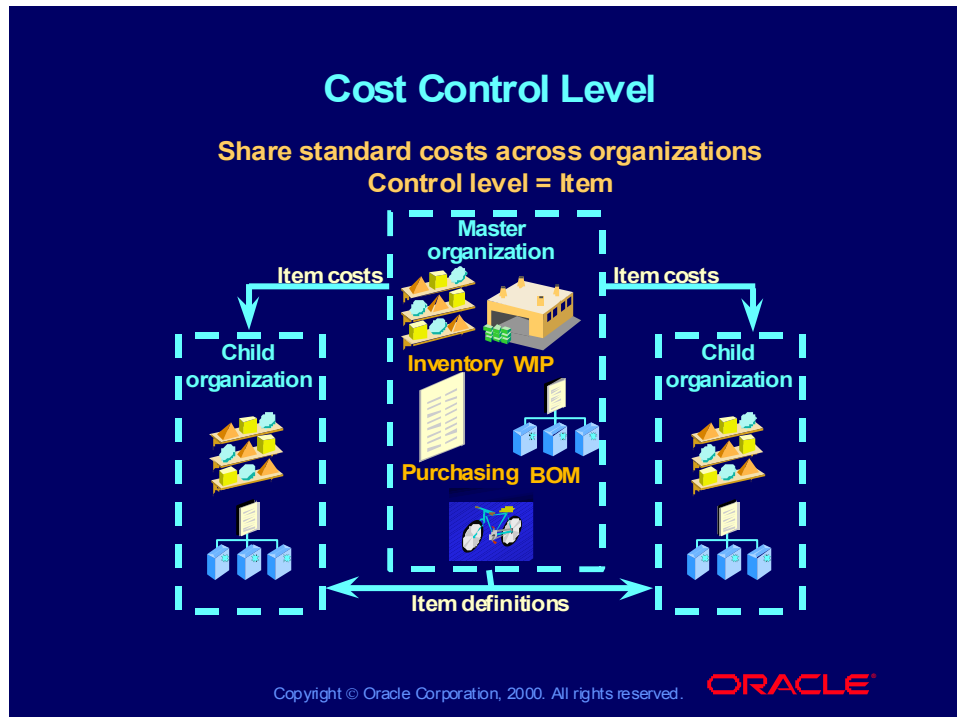 Cost Control Level
Share standard costs across organizations
Control level = Item
Master
organization
Item costs
Item costs
Child
organization
Inventory WIP
Child
organization
Purchasing BOM
Item definitions
Copyright © Oracle Corporation, 2000. All rights reserved.
ORACLE®